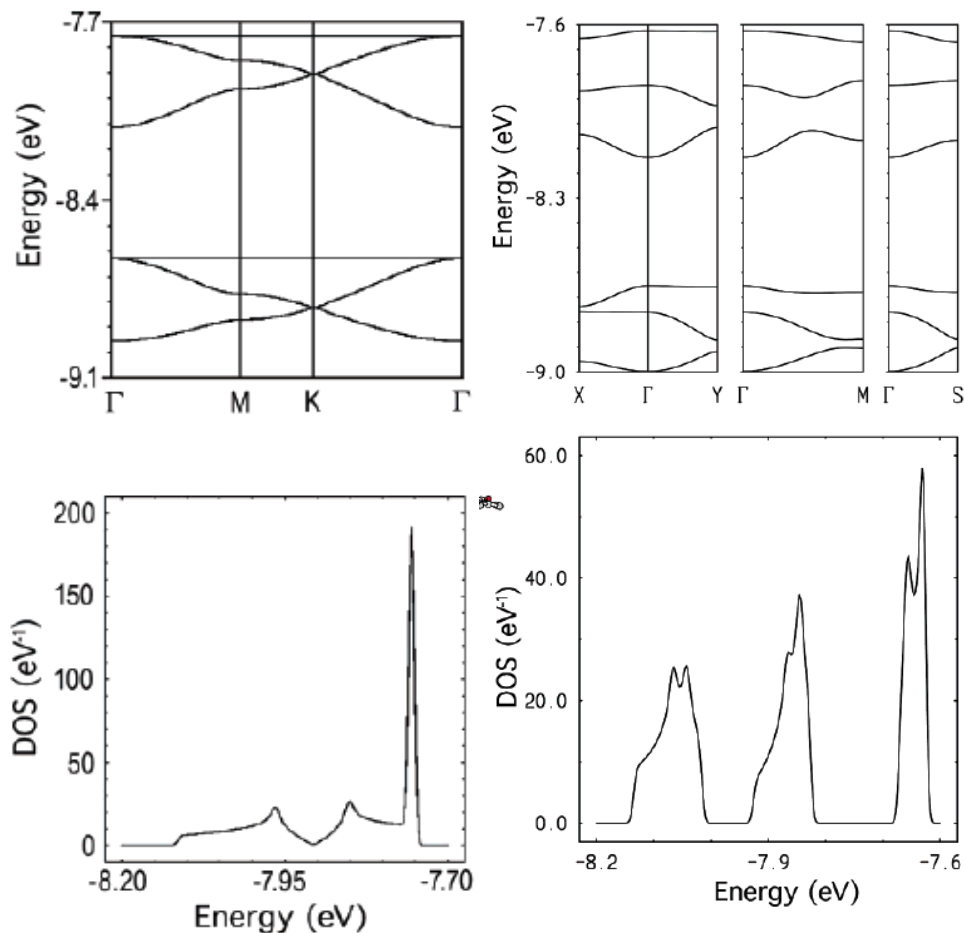 -7.7
-8.4
-9.1
Energy (eV)
Γ M K Γ
-7.6
-8.3
-9.0
Energy (eV)
X Γ Y Γ M Γ S
200
150
100
50
0
DOS (eV⁻¹)
-8.20 -7.95 -7.70
Energy (eV)
60.0
40.0
20.0
0.0
DOS (eV⁻¹)
-8.2 -7.9 -7.6
Energy (eV)